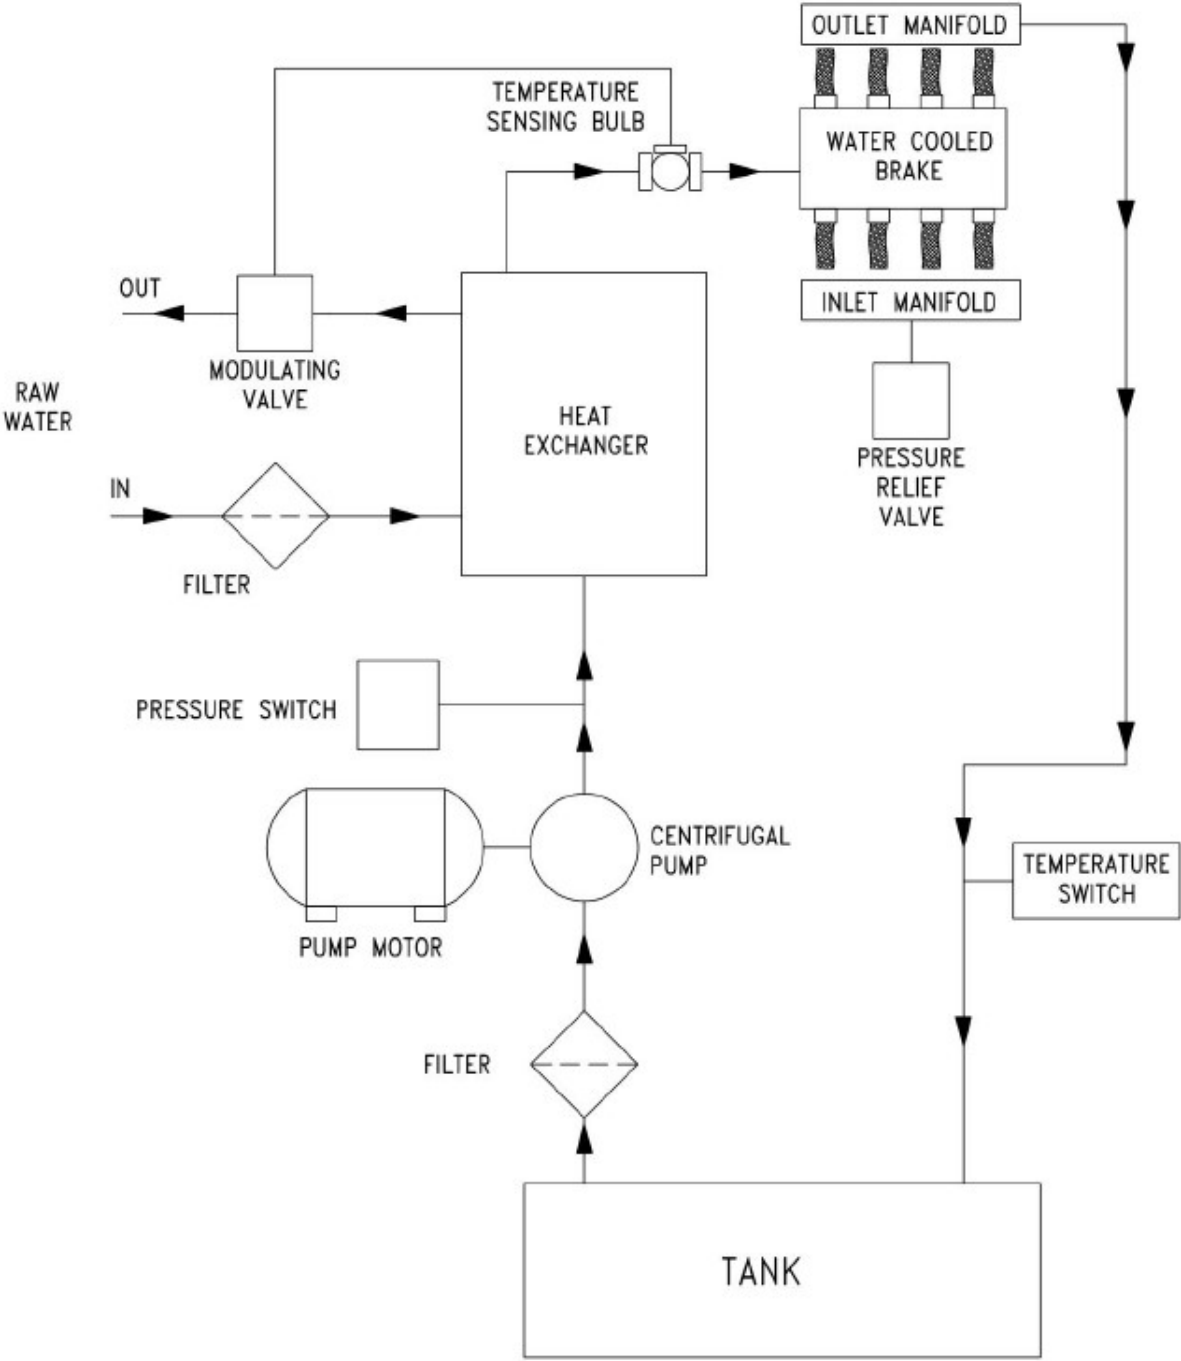 OUTLET MANIFOLD
TEMPERATURE
SENSING BULB
WATER COOLED
BRAKE
OUT
INLET MANIFOLD
MODULATING
VALVE
RAW
WATER
HEAT
EXCHANGER
PRESSURE
RELIEF
VALVE
IN
FILTER
PRESSURE SWITCH
CENTRIFUGAL
PUMP
TEMPERATURE
SWITCH
PUMP MOTOR
FILTER
TANK